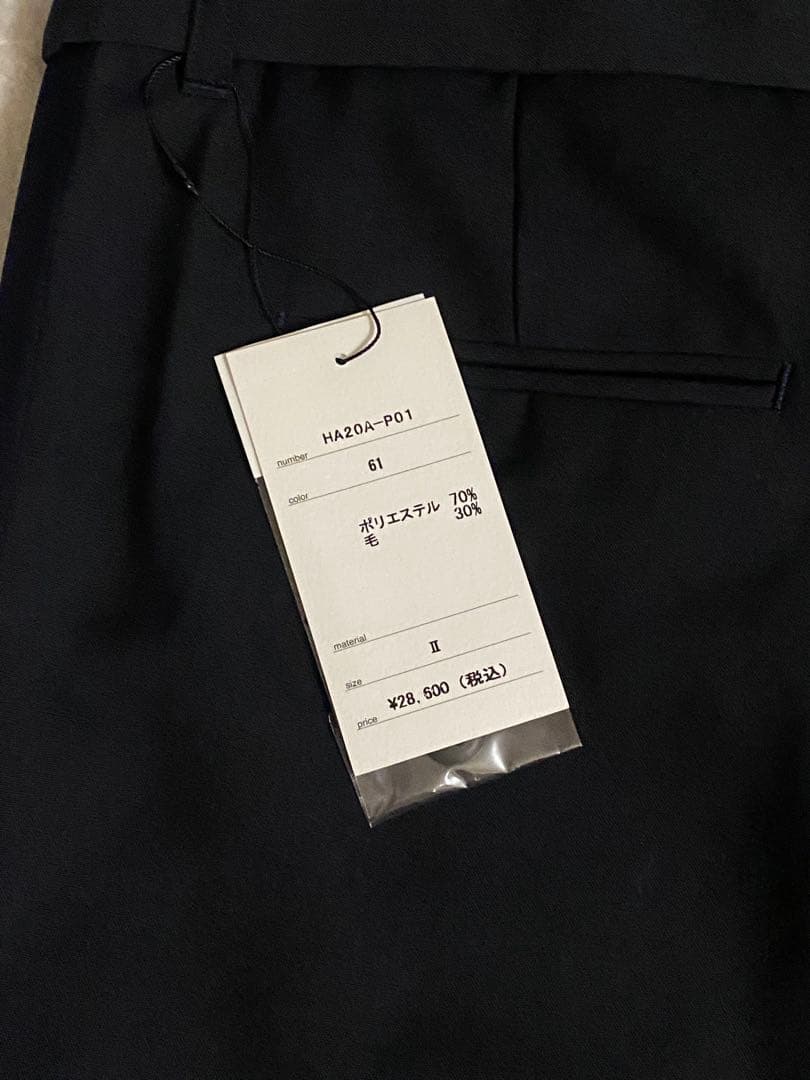 HA20A-P01
number
61
color
ポリエステル 70%
毛 30%
material
II
size
¥28,600 (税込)
price